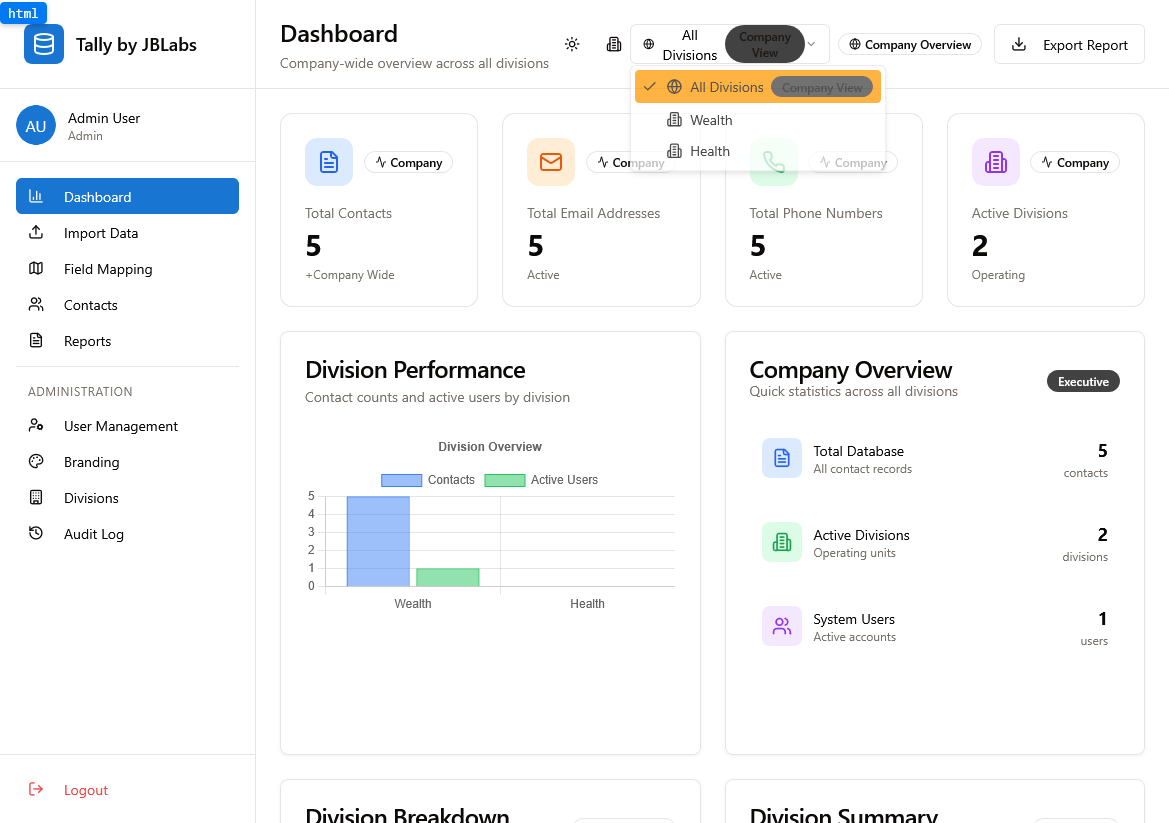 html
Tally by JBLabs
AU
Admin User
Admin
Dashboard
Import Data
Field Mapping
Contacts
Reports
ADMINISTRATION
User Management
Branding
Divisions
Audit Log
Logout
Dashboard
Company-wide overview across all divisions
All
Divisions
Company
View
Company Overview
Export Report
All Divisions
Company View
Wealth
Health
Company
Total Contacts
5
+Company Wide
Company
Total Email Addresses
5
Active
Company
Total Phone Numbers
5
Active
Company
Active Divisions
2
Operating
Division Performance
Contact counts and active users by division
Division Overview
Contacts
Active Users
5
4
3
2
1
0
Wealth
Health
Company Overview
Quick statistics across all divisions
Executive
Total Database
All contact records
5
contacts
Active Divisions
Operating units
2
divisions
System Users
Active accounts
1
users
Division Breakdown
Division Summary